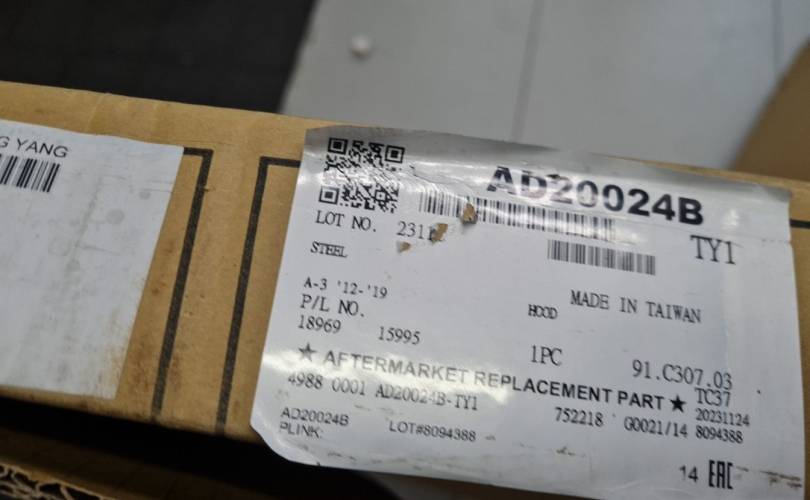 G YANG
AD20024B
TY1
LOT NO.
STEEL
A-3 '12-'19
HOOD
MADE IN TAIWAN
P/L NO.
18969 15995
1PC
91.C307.03
★ AFTERMARKET REPLACEMENT PART ★
TC37
4988 0001 AD20024B-TY1
752218
G0021/14
20231124
8094388
AD20024B
PLINK:
LOT#8094388
14 EAC